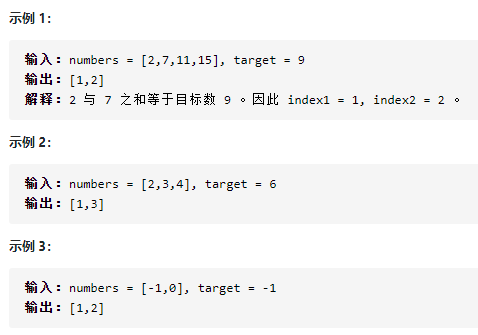 示例 1：
输入：numbers = [2,7,11,15], target = 9
输出：[1,2]
解释：2 与 7 之和等于目标数 9 。因此 index1 = 1, index2 = 2 。
示例 2：
输入：numbers = [2,3,4], target = 6
输出：[1,3]
示例 3：
输入：numbers = [-1,0], target = -1
输出：[1,2]